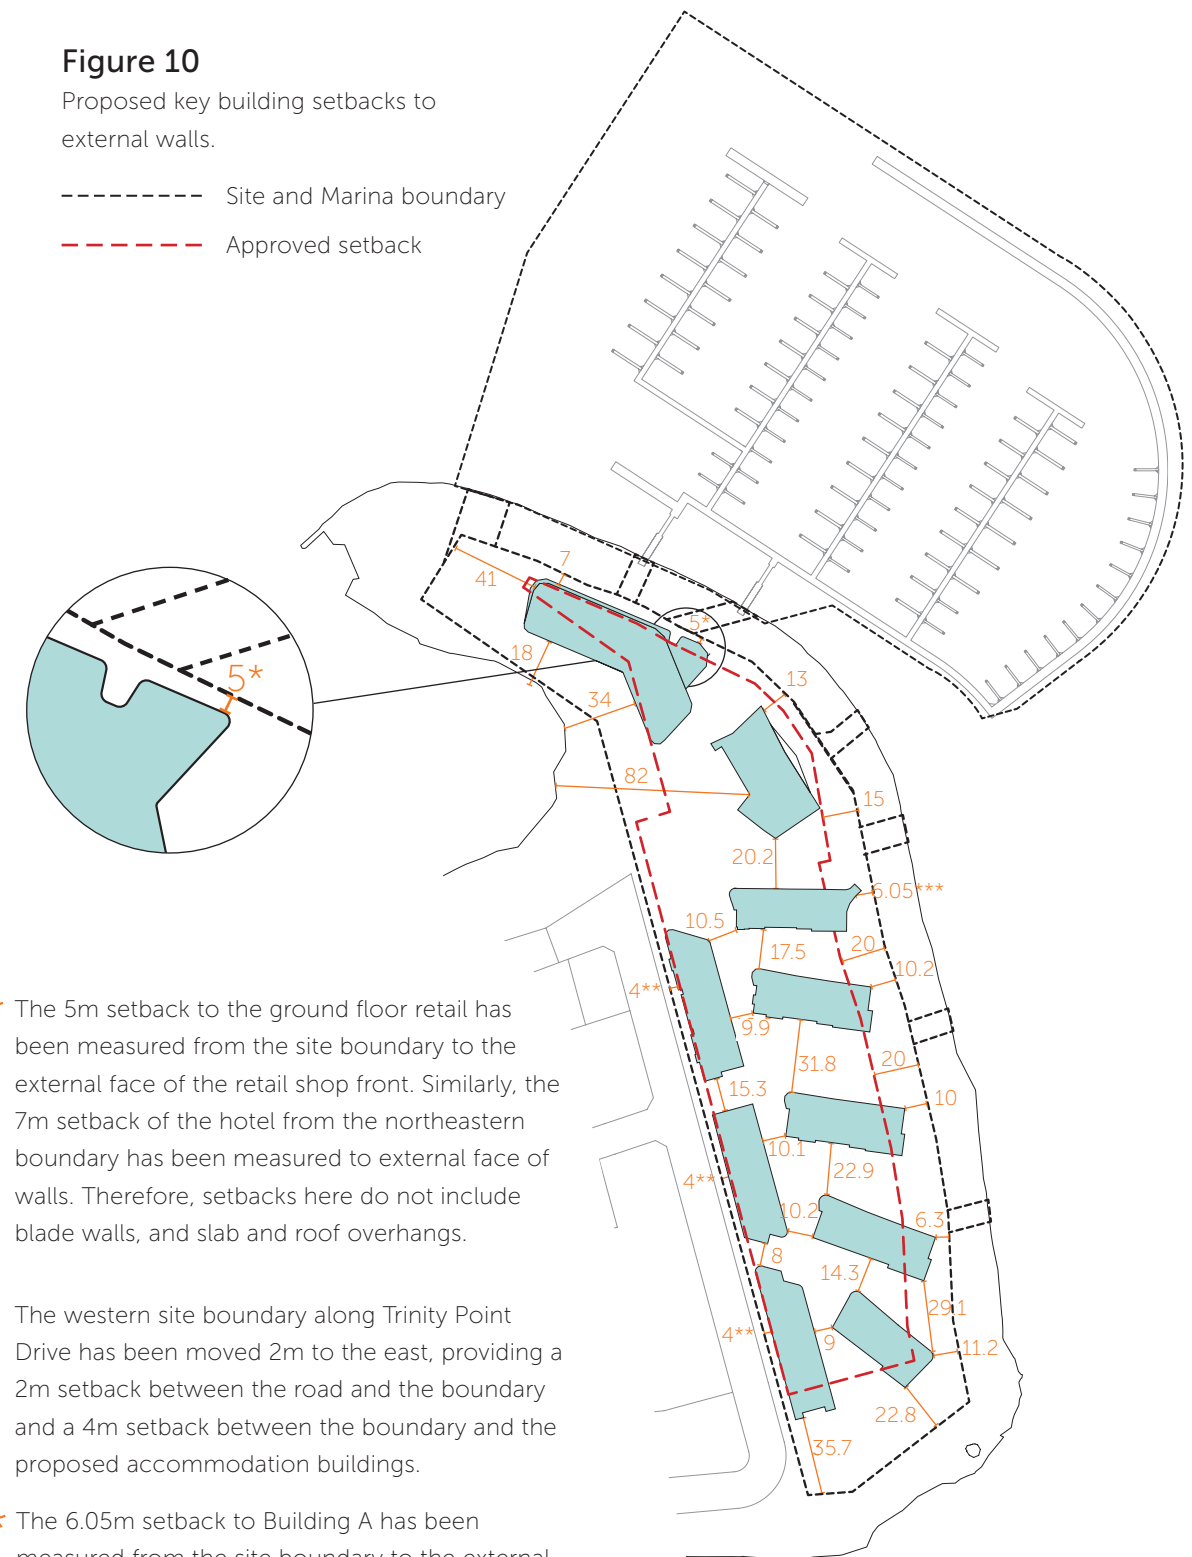 Figure 10
Proposed key building setbacks to
external walls.
Site and Marina boundary
Approved setback
41
7
5*
18
34
13
5*
82
15
20.2
6.05***
10.5
17.5
20
10.2
4**
9.9
31.8
20
15.3
10
10.1
22.9
4**
10.2
6.3
8
14.3
29.1
4**
9
11.2
22.8
35.7
The 5m setback to the ground floor retail has
been measured from the site boundary to the
external face of the retail shop front. Similarly, the
7m setback of the hotel from the northeastern
boundary has been measured to external face of
walls. Therefore, setbacks here do not include
blade walls, and slab and roof overhangs.
The western site boundary along Trinity Point
Drive has been moved 2m to the east, providing a
2m setback between the road and the boundary
and a 4m setback between the boundary and the
proposed accommodation buildings.
The 6.05m setback to Building A has been
measured from the site boundary to the external